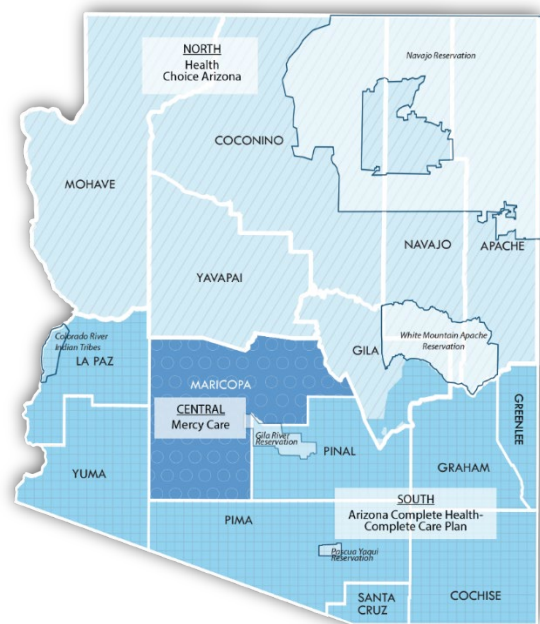 NORTH
Health
Choice Arizona
Navajo Reservation
COCONINO
MOHAVE
NAVAJO
APACHE
YAVAPAI
Colorado River
Indian Tribes
LA PAZ
GILA
White Mountain Apache
Reservation
MARICOPA
CENTRAL
Mercy Care
Gila River
Reservation
PINAL
GREENLEE
YUMA
GRAHAM
SOUTH
Arizona Complete Health-
Complete Care Plan
PIMA
Pascua Yaqui
Reservation
SANTA
CRUZ
COCHISE